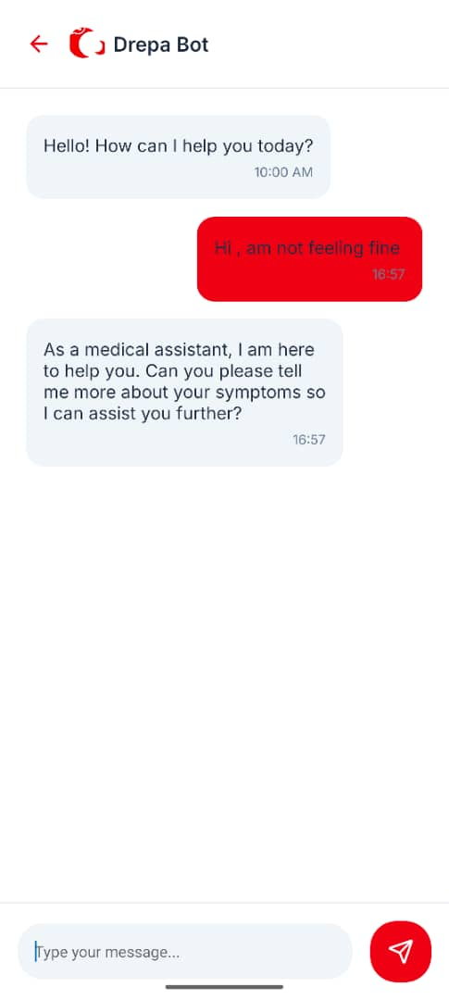 Drepa Bot
Hello! How can I help you today?
10:00 AM
Hi , am not feeling fine
16:57
As a medical assistant, I am here
to help you. Can you please tell
me more about your symptoms so
I can assist you further?
16:57
Type your message...